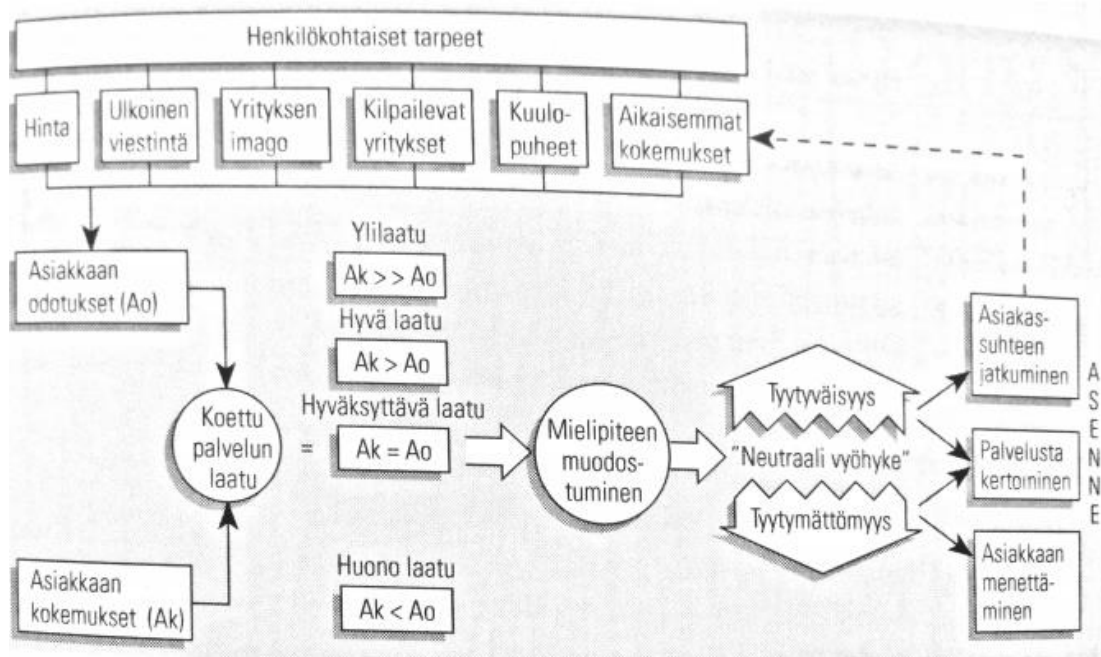 Henkilökohtaiset tarpeet
Hinta
Ulkoinen
viestintä
Yrityksen
imago
Kilpailevat
yritykset
Kuulo-
puheet
Aikaisemmat
kokemukset
Asiakkaan
odotukset (Ao)
Koettu
palvelun
laatu
Asiakkaan
kokemukset (Ak)
=
Ylilaatu
Ak >> Ao
Hyvä laatu
Ak > Ao
Hyväksyttävä laatu
Ak = Ao
Huono laatu
Ak < Ao
Mielipiteen
muodos-
tuminen
Tyytyväisyys
"Neutraali vyöhyke"
Tyytymättömyys
Asiakas-
suhteen
jatkuminen
Palvelusta
kertominen
Asiakkaan
menettä-
minen
A
S
E
N
N
E